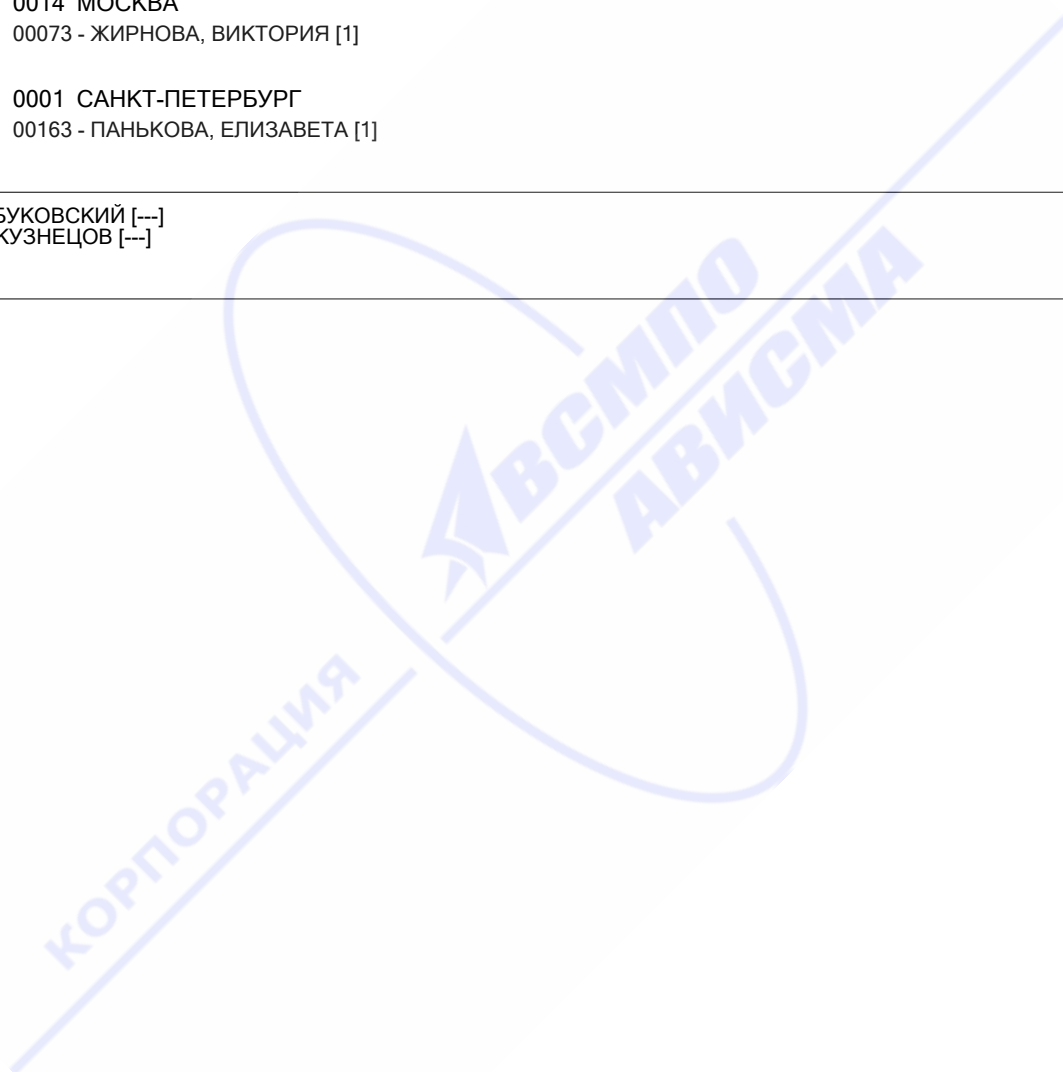 0014 МОСКВА
00073 - ЖИРНОВА, ВИКТОРИЯ [1]
0001 САНКТ-ПЕТЕРБУРГ
00163 - ПАНЬКОВА, ЕЛИЗАВЕТА [1]
БУКОВСКИЙ [---]
КУЗНЕЦОВ [---]
ВСМПО
АВИСМА
КОРПОРАЦИЯ